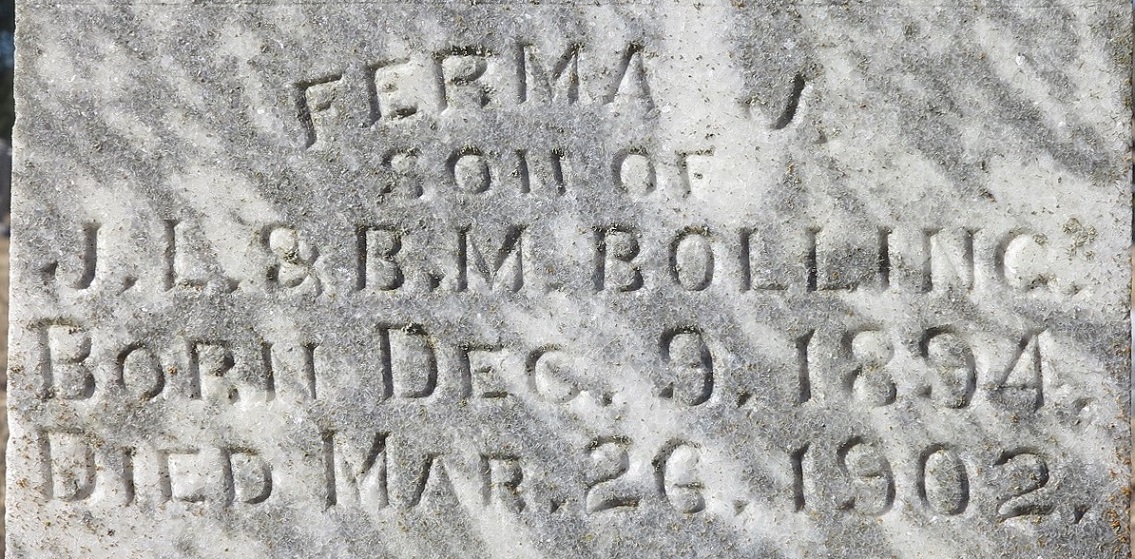 FERMA J.
SON OF
J. L. & B. M. BOLLING.
BORN DEC. 9, 1894,
DIED MAR. 26, 1902,